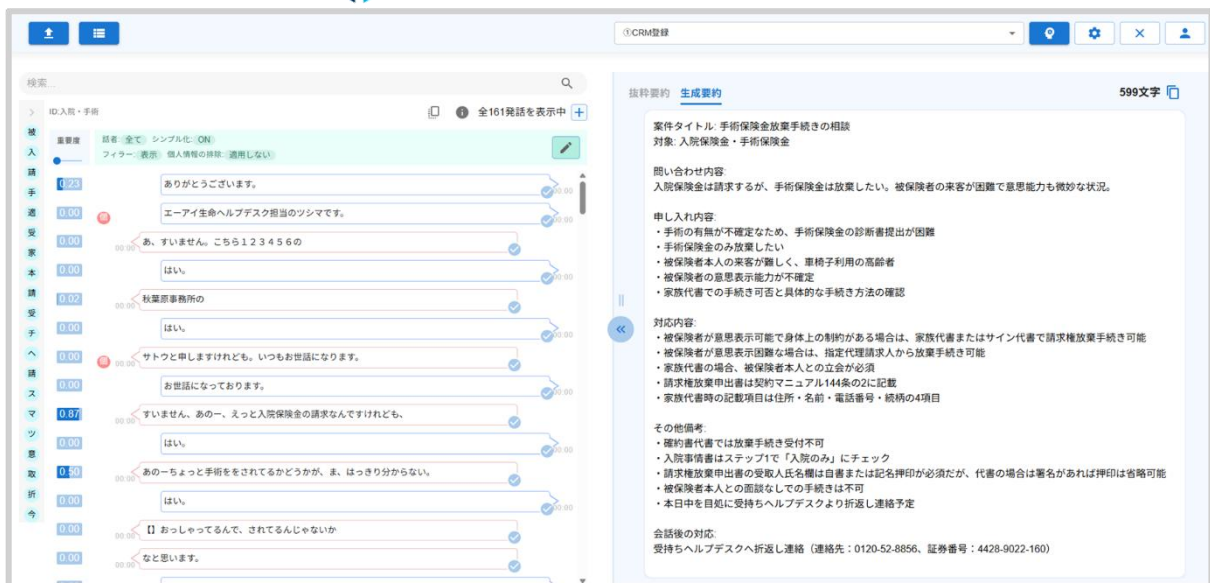 ①CRM登録
検索...
ID:入院・手術
全161発話を表示中
重要度
話者: 全て シンプル化: ON
フィラー: 表示 個人情報の排除: 適用しない
被
入
請
手
適
受
家
本
請
受
チ
ヘ
請
ス
マ
ツ
意
取
折
今
0.23
ありがとうございます。
00:00
0.00
エーアイ生命ヘルプデスク担当のツシマです。
00:00
0.00
00:00
あ、すいません。こちら１２３４５６の
0.00
はい。
00:00
0.02
00:00
秋葉原事務所の
0.00
はい。
00:00
0.00
00:00
サトウと申しますけれども。いつもお世話になります。
0.00
お世話になっております。
00:00
0.87
00:00
すいません、あのー、えっと入院保険金の請求なんですけれども、
0.00
はい。
00:00
0.50
00:00
あのーちょっと手術ををされてるかどうかが、ま、はっきり分からない。
0.00
はい。
00:00
0.00
00:00
【】おっしゃってるんで、されてるんじゃないか
0.00
00:00
なと思います。
抜粋要約 生成要約
599文字
案件タイトル: 手術保険金放棄手続きの相談
対象: 入院保険金・手術保険金
問い合わせ内容:
入院保険金は請求するが、手術保険金は放棄したい。被保険者の来客が困難で意思能力も微妙な状況。
申し入れ内容:
・手術の有無が不確定なため、手術保険金の診断書提出が困難
・手術保険金のみ放棄したい
・被保険者本人の来客が難しく、車椅子利用の高齢者
・被保険者の意思表示能力が不確定
・家族代書での手続き可否と具体的な手続き方法の確認
対応内容:
・被保険者が意思表示可能で身体上の制約がある場合は、家族代書またはサイン代書で請求権放棄手続き可能
・被保険者が意思表示困難な場合は、指定代理請求人から放棄手続き可能
・家族代書の場合、被保険者本人との立会が必須
・請求権放棄申出書は契約マニュアル144条の2に記載
・家族代書時の記載項目は住所・名前・電話番号・続柄の4項目
その他備考:
・確約書代書では放棄手続き受付不可
・入院事情書はステップ1で「入院のみ」にチェック
・請求権放棄申出書の受取人氏名欄は自書または記名押印が必須だが、代書の場合は署名があれば押印は省略可能
・被保険者本人との面談なしでの手続きは不可
・本日中を目処に受持ちヘルプデスクより折返し連絡予定
会話後の対応:
受持ちヘルプデスクへ折返し連絡（連絡先：0120-52-8856、証券番号：4428-9022-160）